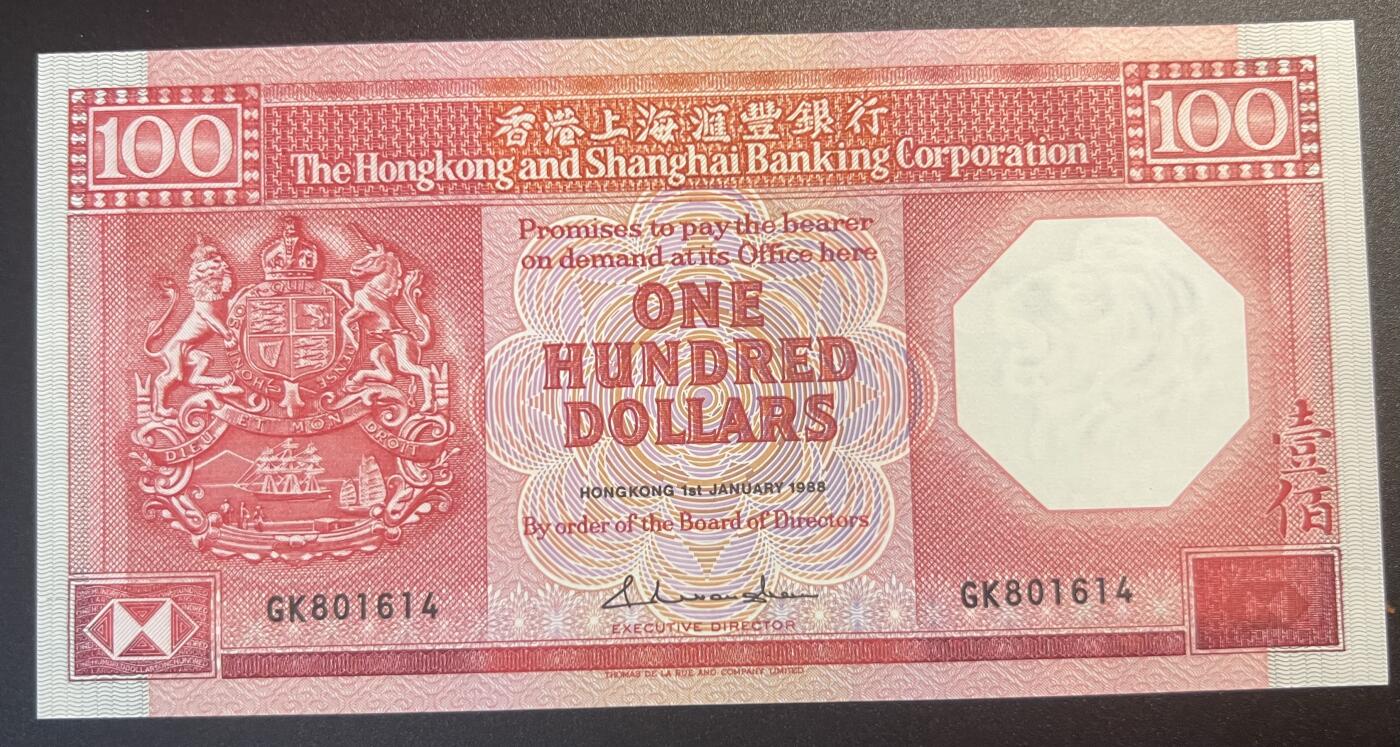 100
100
香港上海滙豐銀行
The Hongkong and Shanghai Banking Corporation
Promises to pay the bearer
on demand at its Office here
ONE
HUNDRED
DOLLARS
DIEU ET MON DROIT
HONGKONG 1st JANUARY 1988
By order of the Board of Directors
壹佰
GK801614
GK801614
EXECUTIVE DIRECTOR
THOMAS DE LA RUE AND COMPANY LIMITED